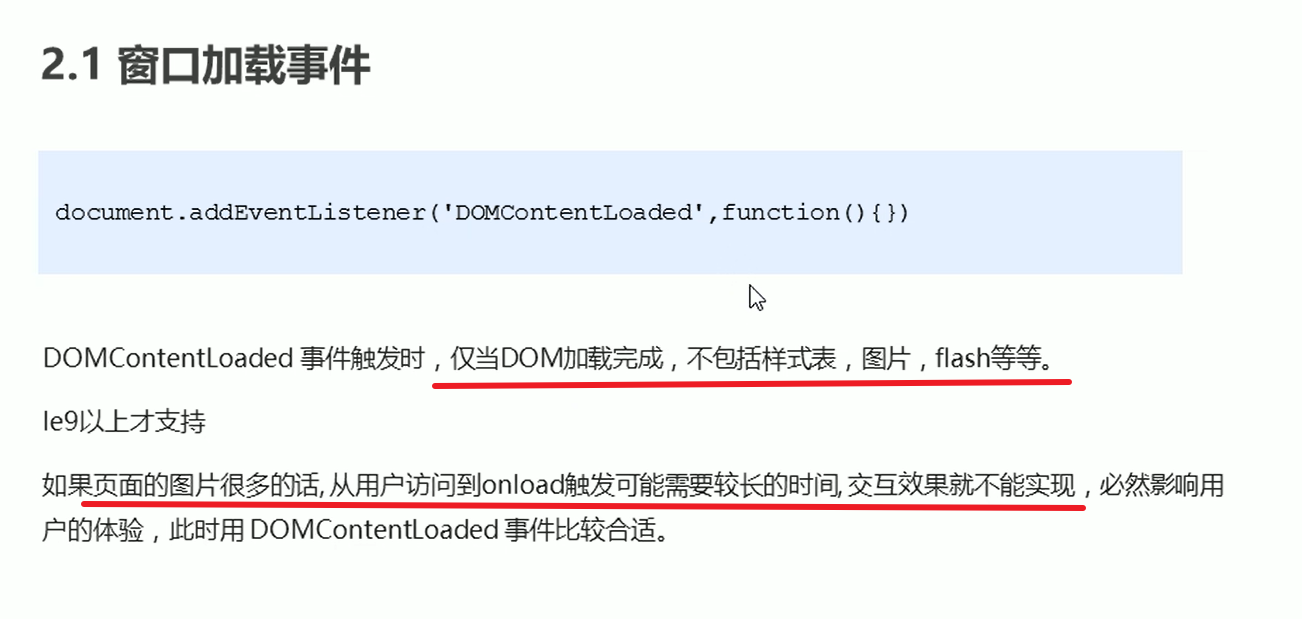 2.1 窗口加载事件
document.addEventListener('DOMContentLoaded',function(){})
DOMContentLoaded 事件触发时，仅当DOM加载完成，不包括样式表，图片，flash等等。
Ie9以上才支持
如果页面的图片很多的话, 从用户访问到onload触发可能需要较长的时间, 交互效果就不能实现，必然影响用
户的体验，此时用 DOMContentLoaded 事件比较合适。